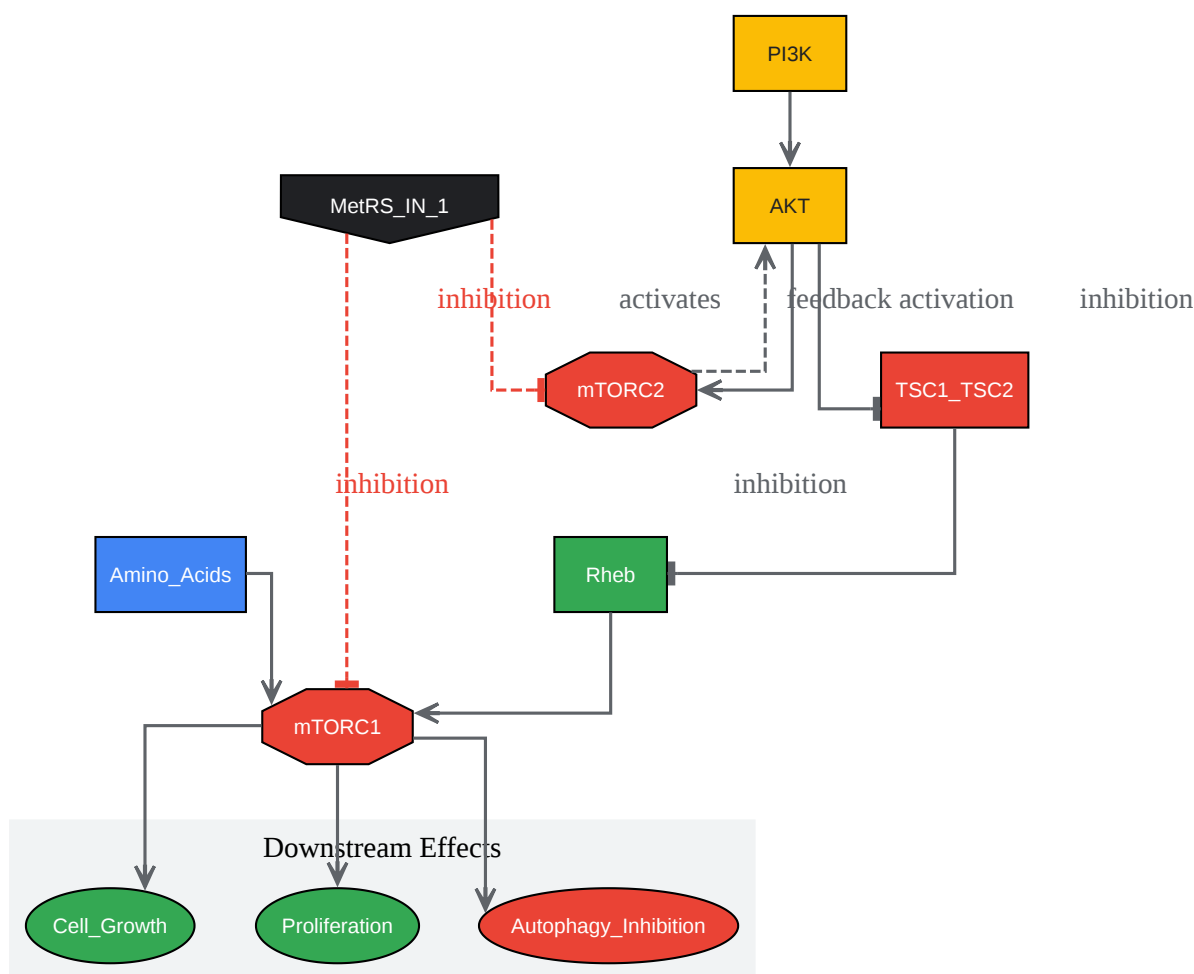 PI3K
MetRS_IN_1
AKT
inhibition
activates
feedback activation
inhibition
mTORC2
TSC1_TSC2
inhibition
inhibition
Amino_Acids
Rheb
mTORC1
Downstream Effects
Cell_Growth
Proliferation
Autophagy_Inhibition